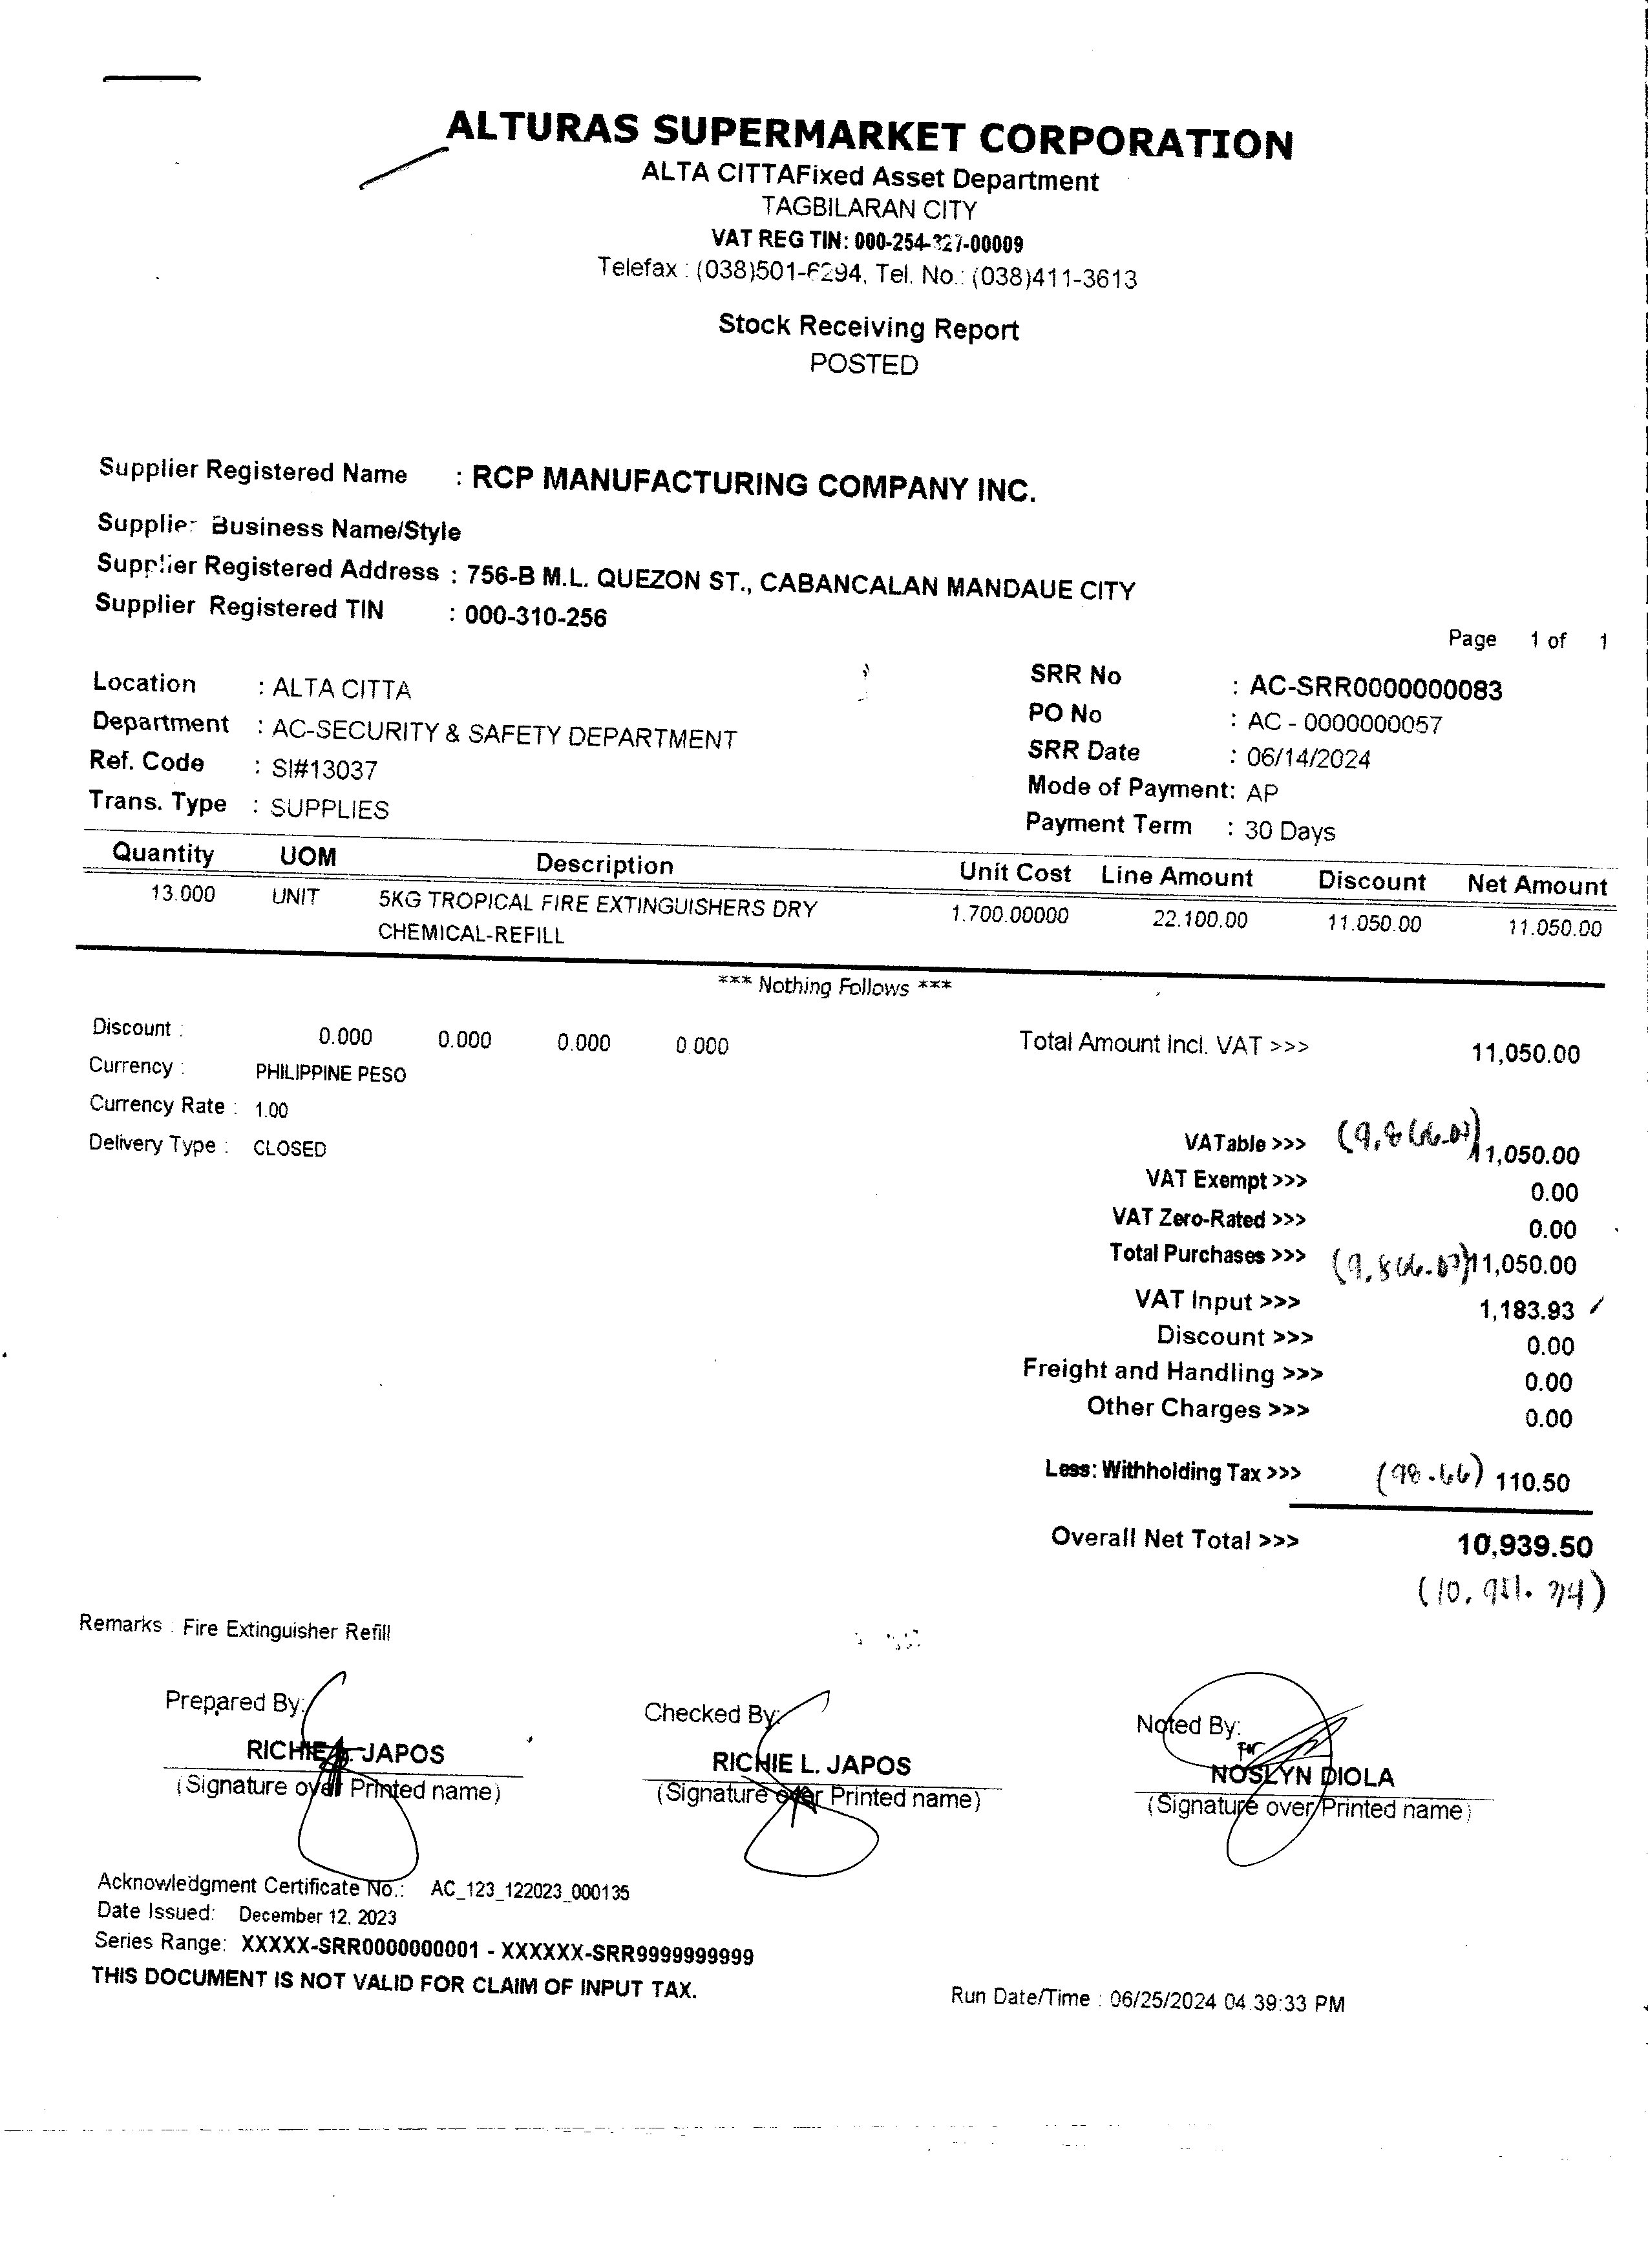 ALTURAS SUPERMARKET CORPORATION
ALTA CITTAFixed Asset Department
TAGBILARAN CITY
VAT REG TIN: 000-254-327-00009
Telefax : (038)501-6294, Tel. No.: (038)411-3613
Stock Receiving Report
POSTED
Supplier Registered Name : RCP MANUFACTURING COMPANY INC.
Supplier Business Name/Style
Supplier Registered Address : 756-B M.L. QUEZON ST., CABANCALAN MANDAUE CITY
Supplier Registered TIN : 000-310-256
Page 1 of 1
Location : ALTA CITTA
Department : AC-SECURITY & SAFETY DEPARTMENT
Ref. Code : SI#13037
Trans. Type : SUPPLIES
SRR No : AC-SRR0000000083
PO No : AC - 0000000057
SRR Date : 06/14/2024
Mode of Payment: AP
Payment Term : 30 Days
Quantity UOM Description Unit Cost Line Amount Discount Net Amount
13.000 UNIT 5KG TROPICAL FIRE EXTINGUISHERS DRY 1.700.00000 22.100.00 11.050.00 11.050.00
CHEMICAL-REFILL
*** Nothing Follows ***
Discount : 0.000 0.000 0.000 0 000
Currency : PHILIPPINE PESO
Currency Rate : 1.00
Delivery Type : CLOSED
Total Amount Incl. VAT >>> 11,050.00
VATable >>> (9,866.07) 11,050.00
VAT Exempt >>> 0.00
VAT Zero-Rated >>> 0.00
Total Purchases >>> (9,866.07) 11,050.00
VAT Input >>> 1,183.93
Discount >>> 0.00
Freight and Handling >>> 0.00
Other Charges >>> 0.00
Less: Withholding Tax >>> (98.66) 110.50
Overall Net Total >>> 10,939.50
(10,951.34)
Remarks : Fire Extinguisher Refill
Prepared By:
RICHIE L. JAPOS
(Signature over Printed name)
Checked By:
RICHIE L. JAPOS
(Signature over Printed name)
Noted By:
For
NOSLYN DIOLA
(Signature over Printed name)
Acknowledgment Certificate No.: AC_123_122023_000135
Date Issued: December 12, 2023
Series Range: XXXXX-SRR0000000001 - XXXXXX-SRR9999999999
THIS DOCUMENT IS NOT VALID FOR CLAIM OF INPUT TAX.
Run Date/Time : 06/25/2024 04.39:33 PM